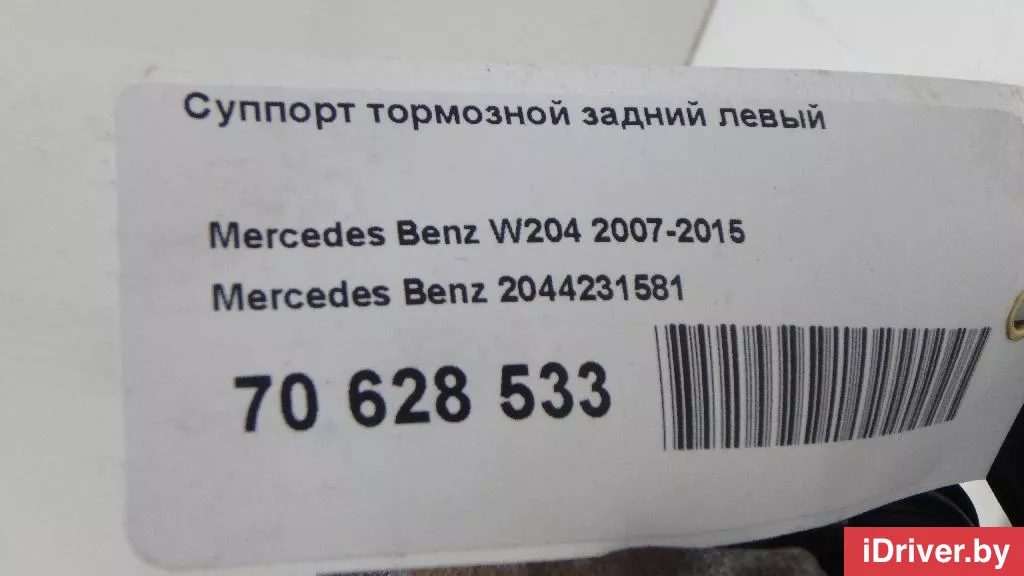 Суппорт тормозной задний левый
Mercedes Benz W204 2007-2015
Mercedes Benz 2044231581
70 628 533
iDriver.by